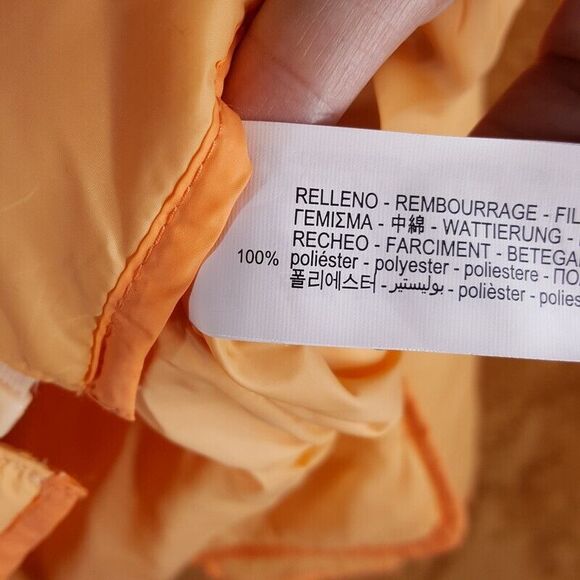 RELLENO - REMBOURRAGE - FIL
ΓΕΜΙΣΜΑ - 中綿 - WATTIERUNG -
RECHEO - FARCIMENT - BETEGA
100% poliéster - polyester - poliestere - ПО
폴리에스터 - بوليستير - polièster - polies